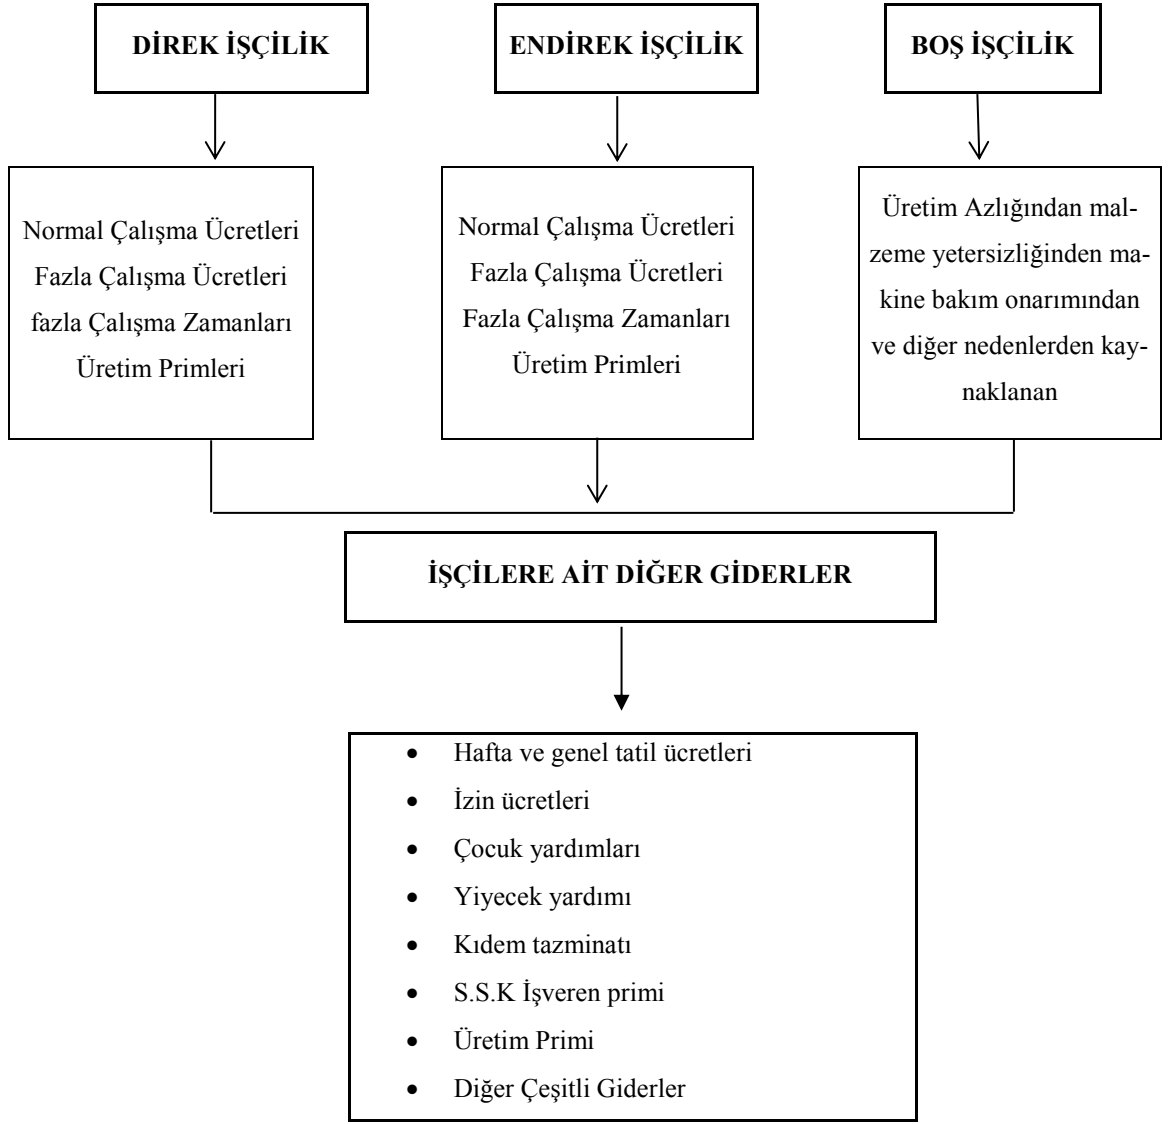 DİREK İŞÇİLİK
ENDİREK İŞÇİLİK
BOŞ İŞÇİLİK
Normal Çalışma Ücretleri
Fazla Çalışma Ücretleri
fazla Çalışma Zamanları
Üretim Primleri
Normal Çalışma Ücretleri
Fazla Çalışma Ücretleri
Fazla Çalışma Zamanları
Üretim Primleri
Üretim Azlığından mal-
zeme yetersizliğinden ma-
kine bakım onarımından
ve diğer nedenlerden kay-
naklanan
İŞÇİLERE AİT DİĞER GİDERLER
• Hafta ve genel tatil ücretleri
• İzin ücretleri
• Çocuk yardımları
• Yiyecek yardımı
• Kıdem tazminatı
• S.S.K İşveren primi
• Üretim Primi
• Diğer Çeşitli Giderler